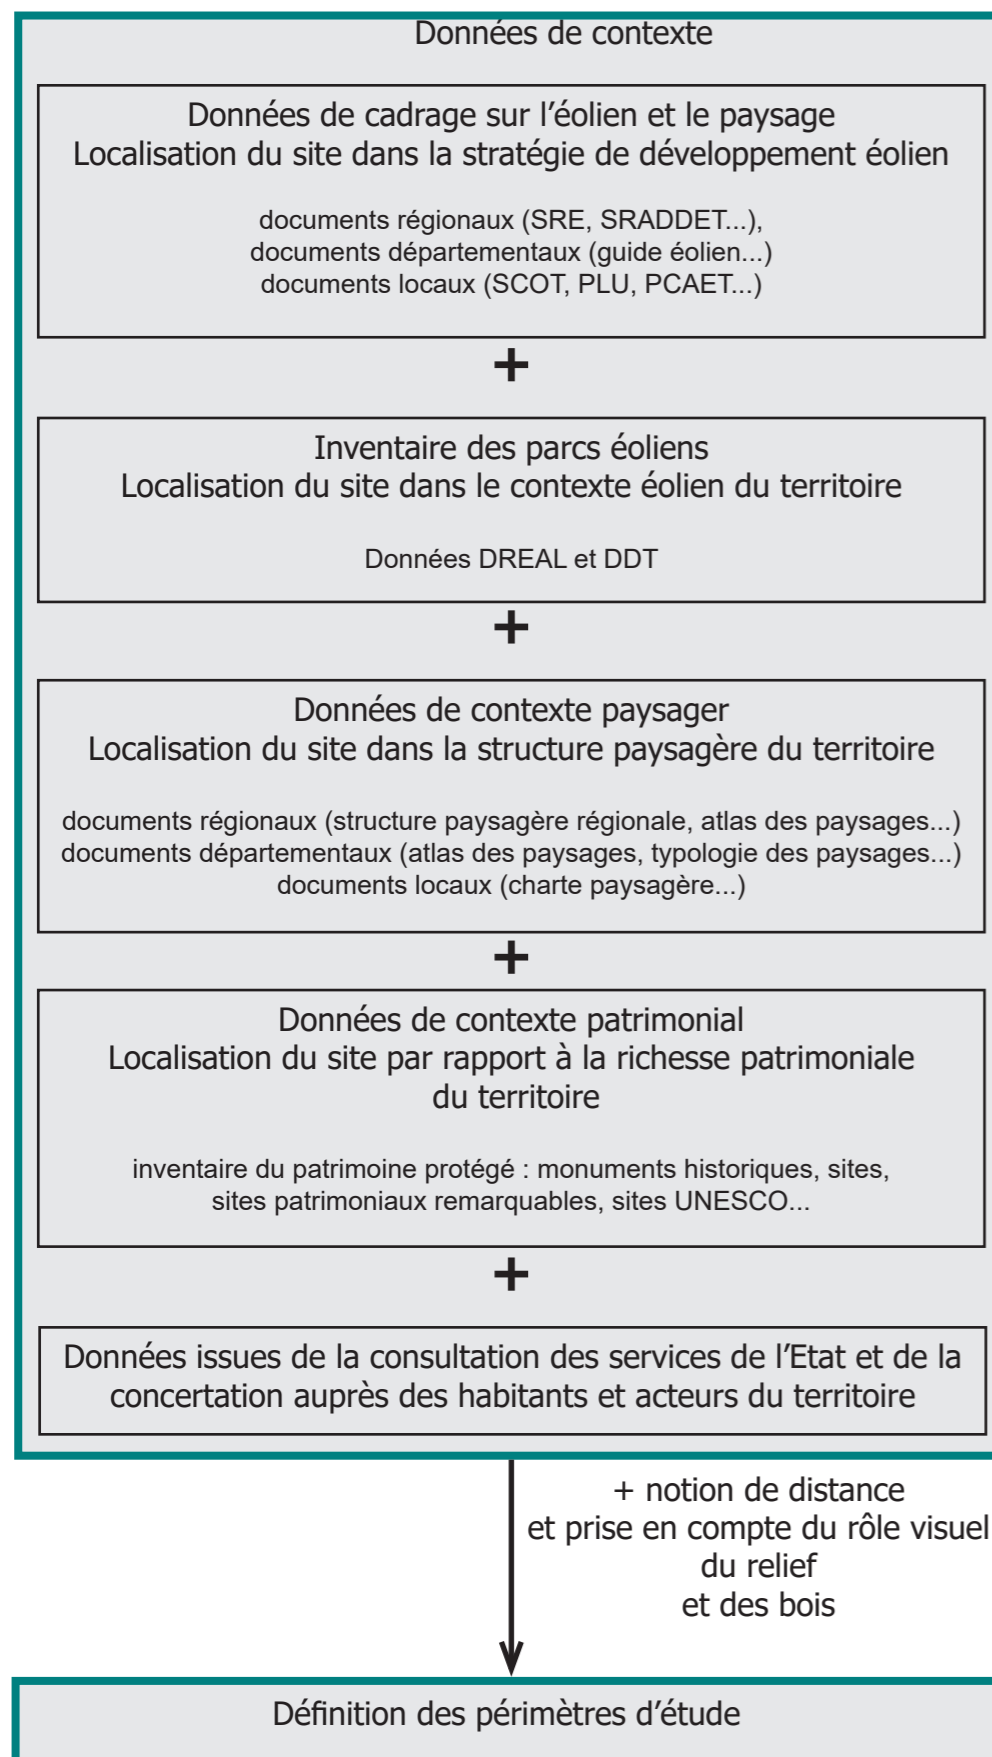 Données de contexte
Données de cadrage sur l’éolien et le paysage
Localisation du site dans la stratégie de développement éolien
documents régionaux (SRE, SRADDET...),
documents départementaux (guide éolien...)
documents locaux (SCOT, PLU, PCAET...)
+
Inventaire des parcs éoliens
Localisation du site dans le contexte éolien du territoire
Données DREAL et DDT
+
Données de contexte paysager
Localisation du site dans la structure paysagère du territoire
documents régionaux (structure paysagère régionale, atlas des paysages...)
documents départementaux (atlas des paysages, typologie des paysages...)
documents locaux (charte paysagère...)
+
Données de contexte patrimonial
Localisation du site par rapport à la richesse patrimoniale
du territoire
inventaire du patrimoine protégé : monuments historiques, sites,
sites patrimoniaux remarquables, sites UNESCO...
+
Données issues de la consultation des services de l’Etat et de la
concertation auprès des habitants et acteurs du territoire
+ notion de distance
et prise en compte du rôle visuel
du relief
et des bois
Définition des périmètres d’étude